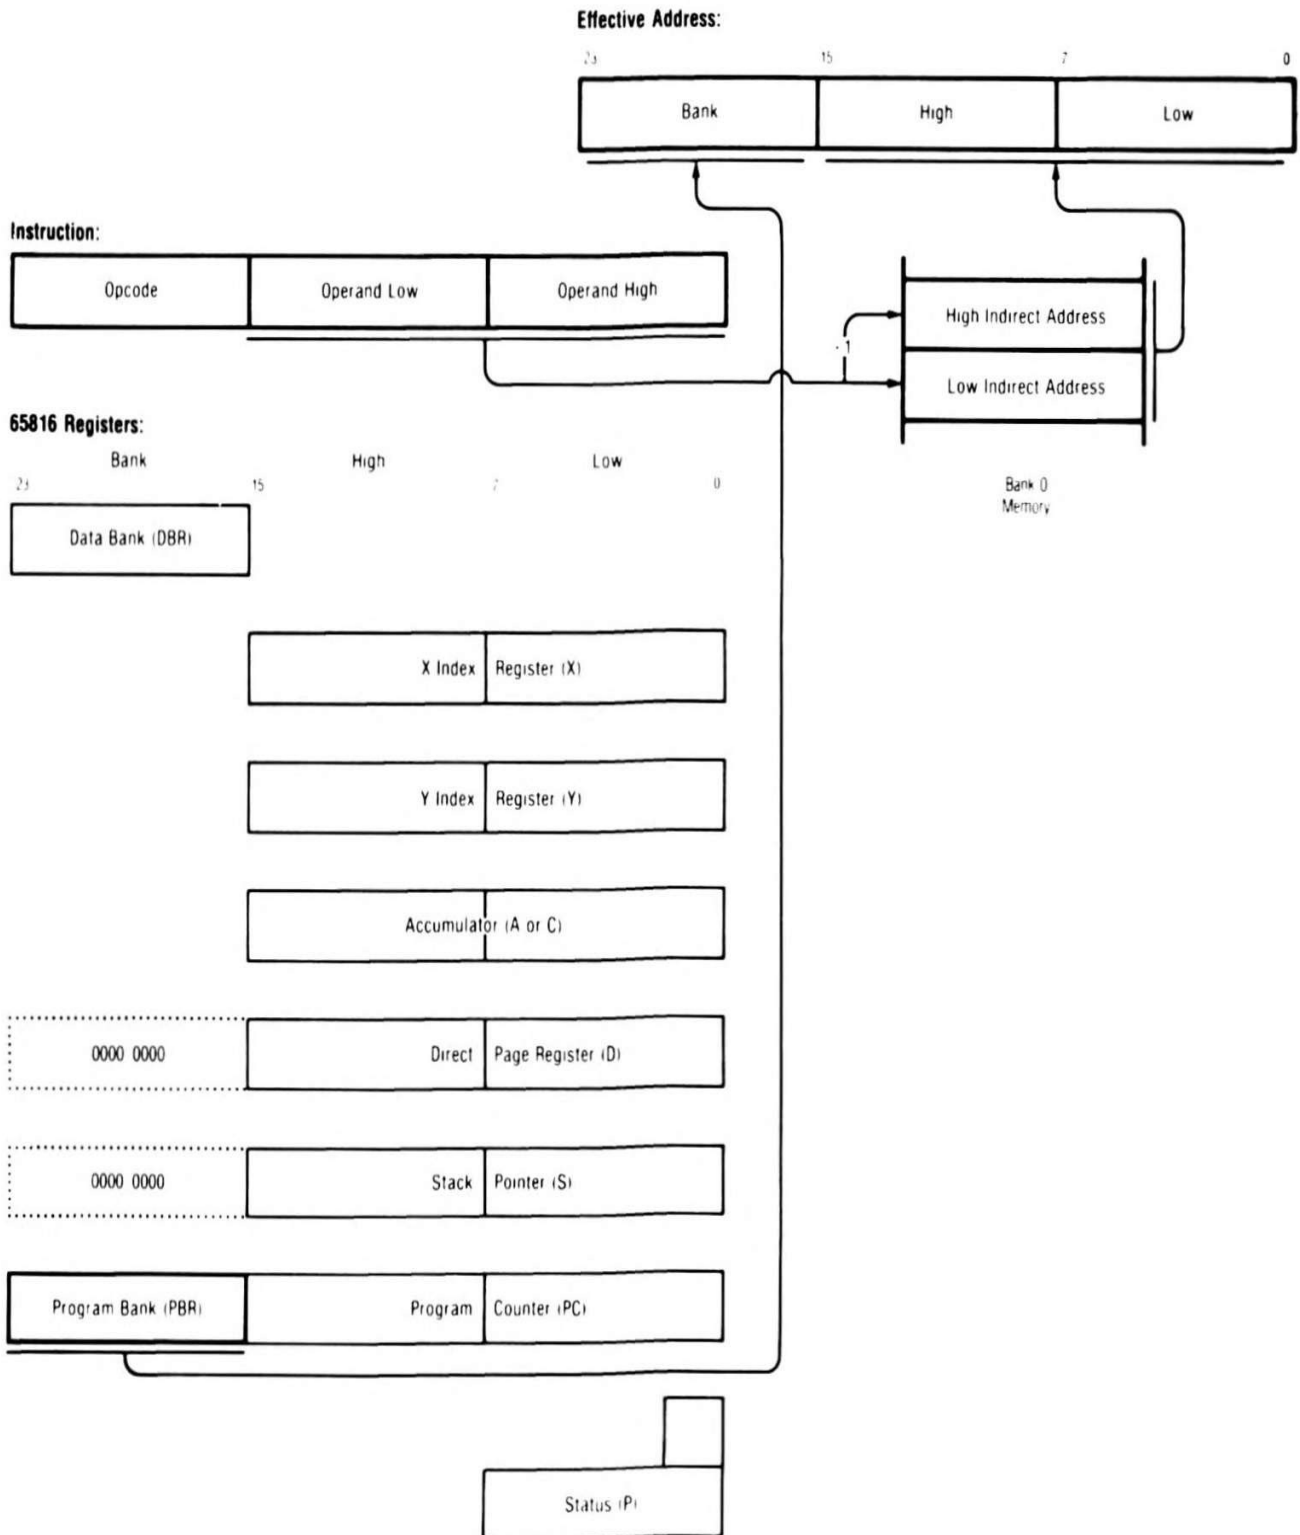 Effective Address:
23 15 7 0
Bank High Low
Instruction:
Opcode Operand Low Operand High
High Indirect Address
1
Low Indirect Address
65816 Registers:
Bank High Low
23 15 7 0
Bank 0
Memory
Data Bank (DBR)
X Index Register (X)
Y Index Register (Y)
Accumulator (A or C)
0000 0000 Direct Page Register (D)
0000 0000 Stack Pointer (S)
Program Bank (PBR) Program Counter (PC)
Status (P)